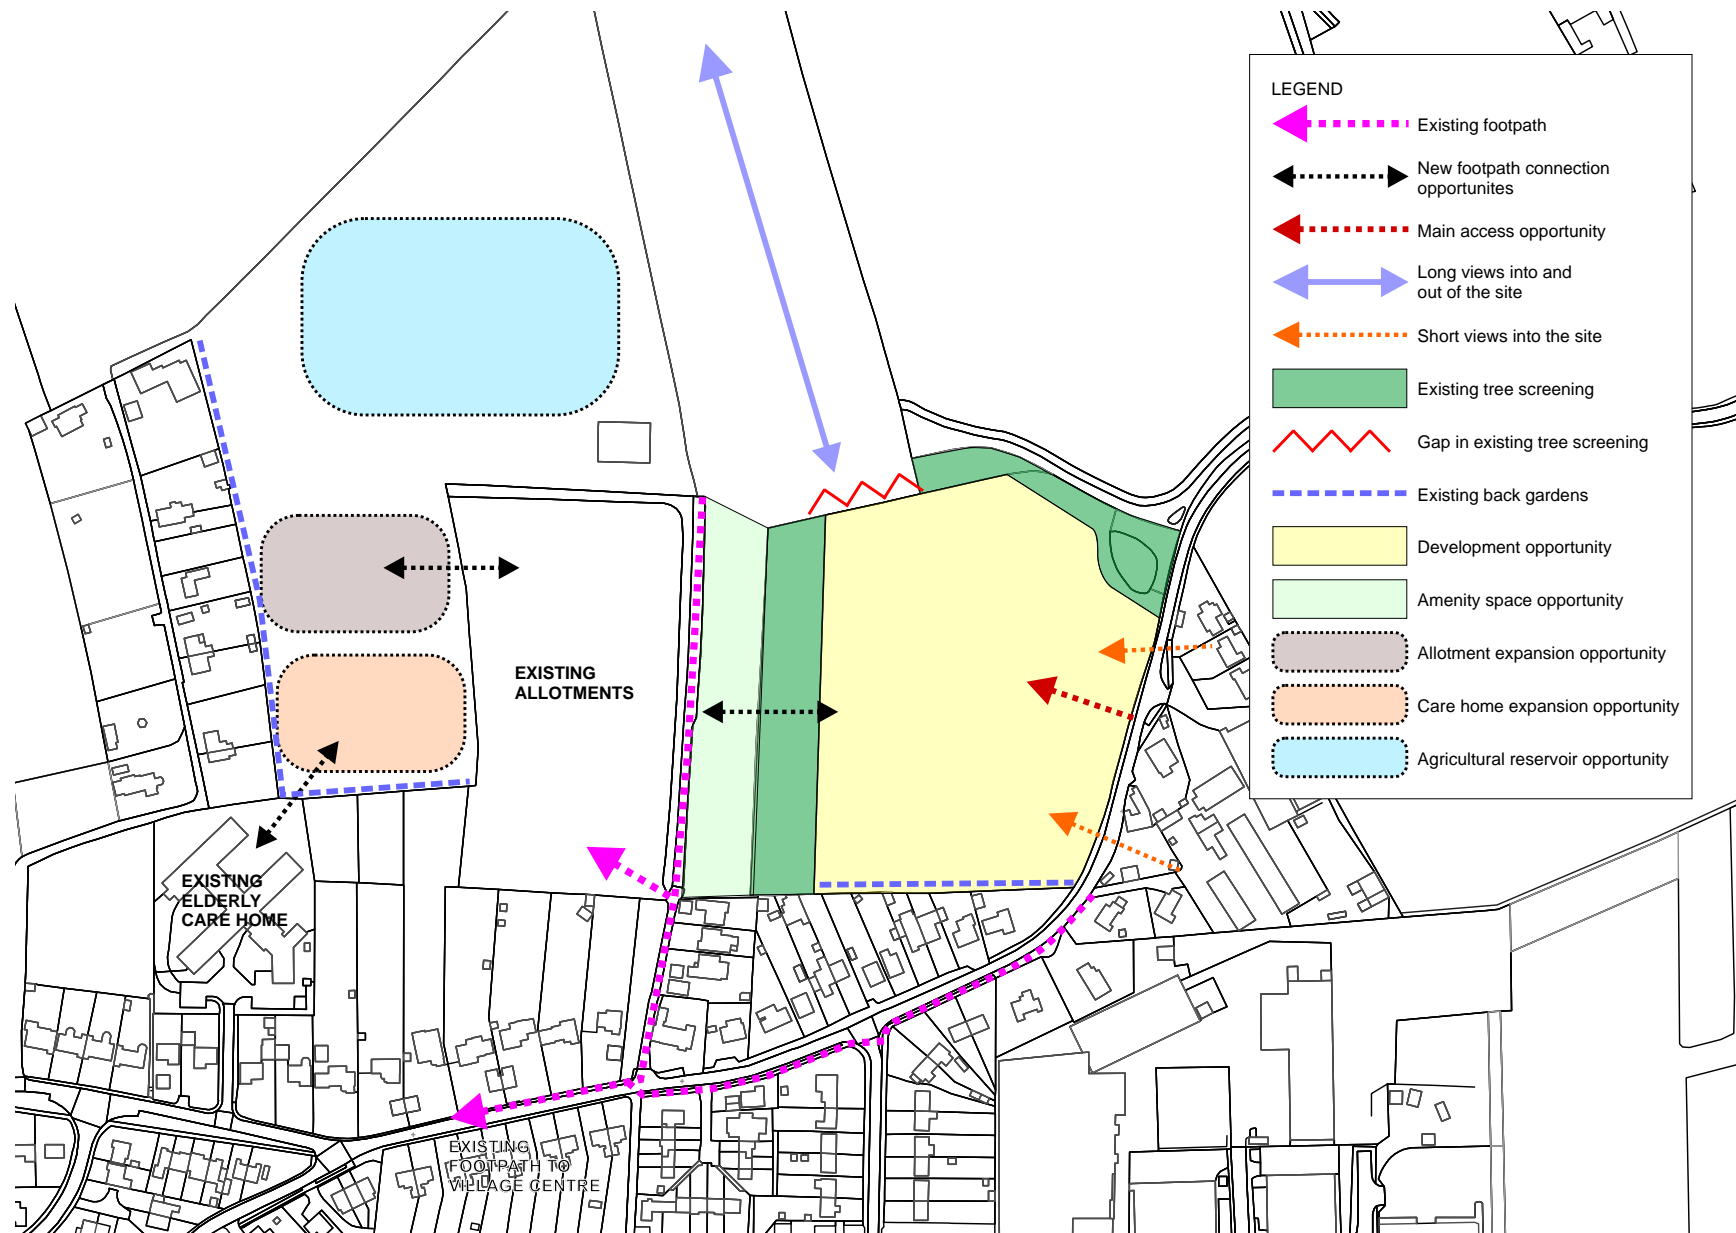 LEGEND
Existing footpath
New footpath connection
opportunites
Main access opportunity
Long views into and
out of the site
Short views into the site
Existing tree screening
Gap in existing tree screening
Existing back gardens
Development opportunity
Amenity space opportunity
Allotment expansion opportunity
Care home expansion opportunity
Agricultural reservoir opportunity
EXISTING
ALLOTMENTS
EXISTING
ELDERLY
CARE HOME
EXISTING
FOOTPATH TO
VILLAGE CENTRE